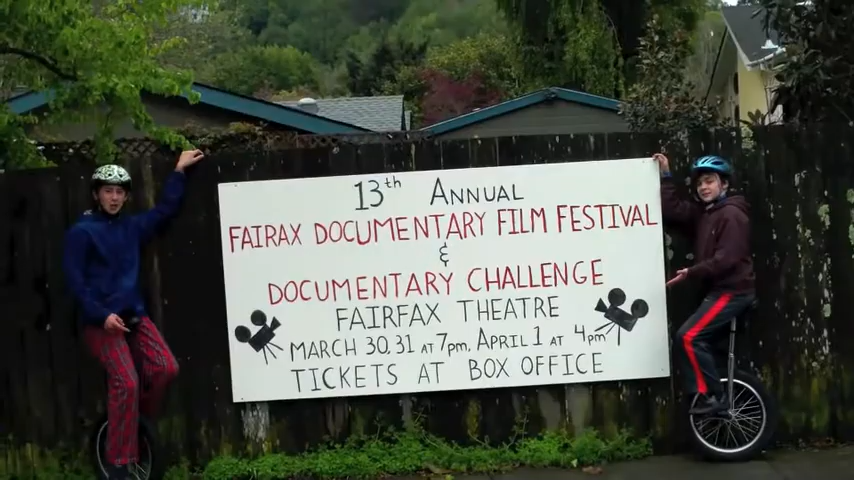 13th ANNUAL
FAIRAX DOCUMENTARY FILM FESTIVAL
&
DOCUMENTARY CHALLENGE
FAIRFAX THEATRE
MARCH 30,31 AT 7pm, APRIL 1 AT 4pm
TICKETS AT BOX OFFICE